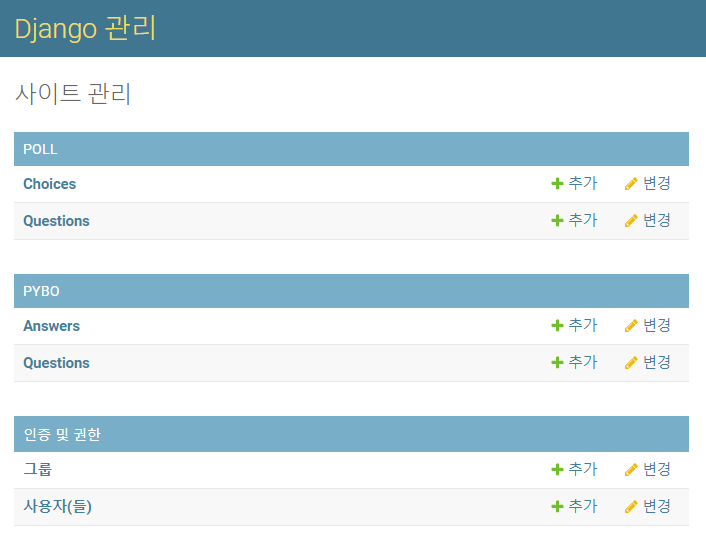 Django 관리
사이트 관리
POLL
Choices 추가 변경
Questions 추가 변경
PYBO
Answers 추가 변경
Questions 추가 변경
인증 및 권한
그룹 추가 변경
사용자(들) 추가 변경